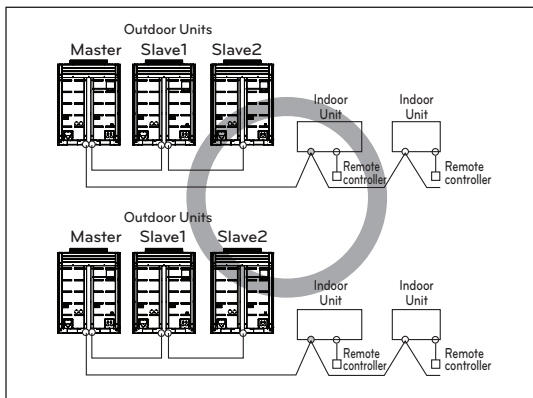 Outdoor Units
Master Slave1 Slave2
Indoor Unit
Indoor Unit
Remote controller
Remote controller
Outdoor Units
Master Slave1 Slave2
Indoor Unit
Indoor Unit
Remote controller
Remote controller